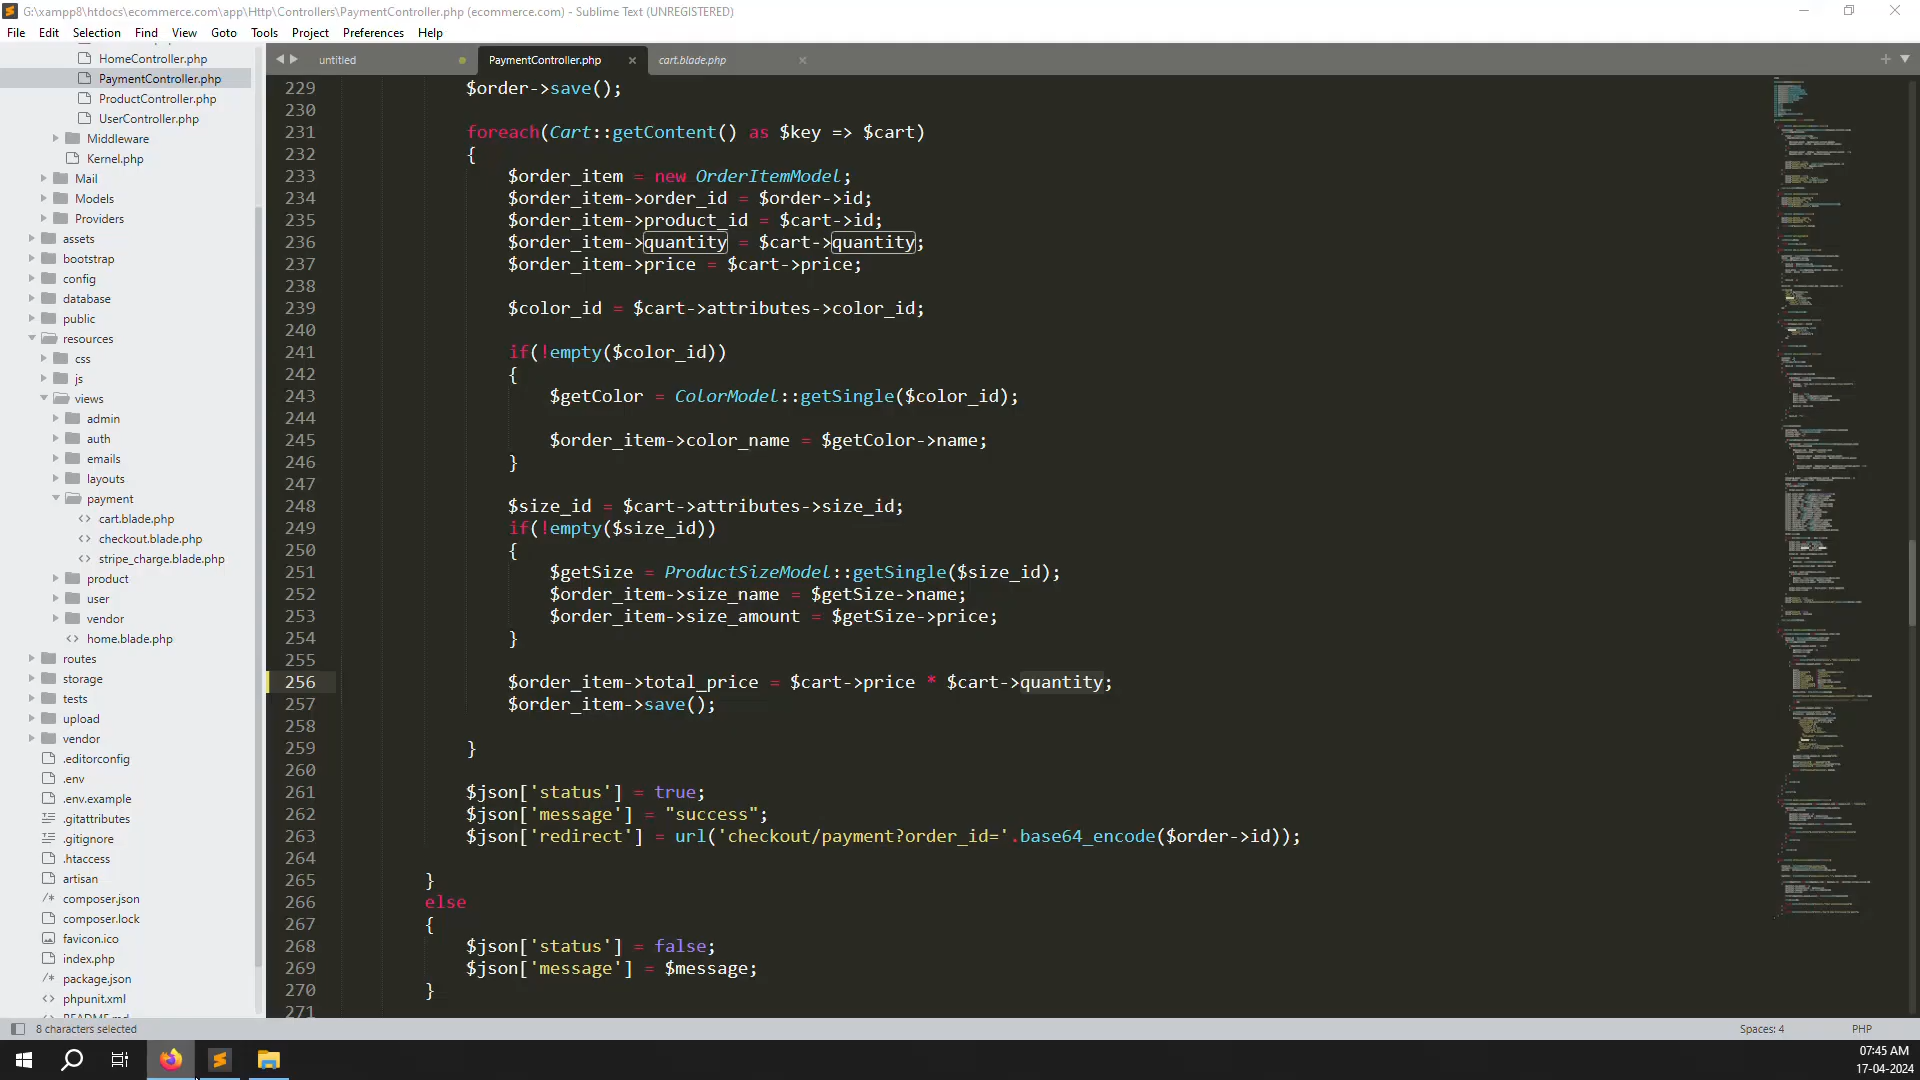 G:\xampp8\htdocs\ecommerce.com\app\Http\Controllers\PaymentController.php (ecommerce.com) - Sublime Text (UNREGISTERED)
File Edit Selection Find View Goto Tools Project Preferences Help
HomeController.php
PaymentController.php
ProductController.php
UserController.php
Middleware
Kernel.php
Mail
Models
Providers
assets
bootstrap
config
database
public
resources
css
js
views
admin
auth
emails
layouts
payment
cart.blade.php
checkout.blade.php
stripe_charge.blade.php
product
user
vendor
home.blade.php
routes
storage
tests
upload
vendor
.editorconfig
.env
.env.example
.gitattributes
.gitignore
.htaccess
artisan
composer.json
composer.lock
favicon.ico
index.php
package.json
phpunit.xml
untitled PaymentController.php cart.blade.php
229 $order->save();
230
231 foreach(Cart::getContent() as $key => $cart)
232 {
233 $order_item = new OrderItemModel;
234 $order_item->order_id = $order->id;
235 $order_item->product_id = $cart->id;
236 $order_item->quantity = $cart->quantity;
237 $order_item->price = $cart->price;
238
239 $color_id = $cart->attributes->color_id;
240
241 if(!empty($color_id))
242 {
243 $getColor = ColorModel::getSingle($color_id);
244
245 $order_item->color_name = $getColor->name;
246 }
247
248 $size_id = $cart->attributes->size_id;
249 if(!empty($size_id))
250 {
251 $getSize = ProductSizeModel::getSingle($size_id);
252 $order_item->size_name = $getSize->name;
253 $order_item->size_amount = $getSize->price;
254 }
255
256 $order_item->total_price = $cart->price * $cart->quantity;
257 $order_item->save();
258
259 }
260
261 $json['status'] = true;
262 $json['message'] = "success";
263 $json['redirect'] = url('checkout/payment?order_id='.base64_encode($order->id));
264
265 }
266 else
267 {
268 $json['status'] = false;
269 $json['message'] = $message;
270 }
271
8 characters selected
Spaces: 4 PHP
07:45 AM
17-04-2024